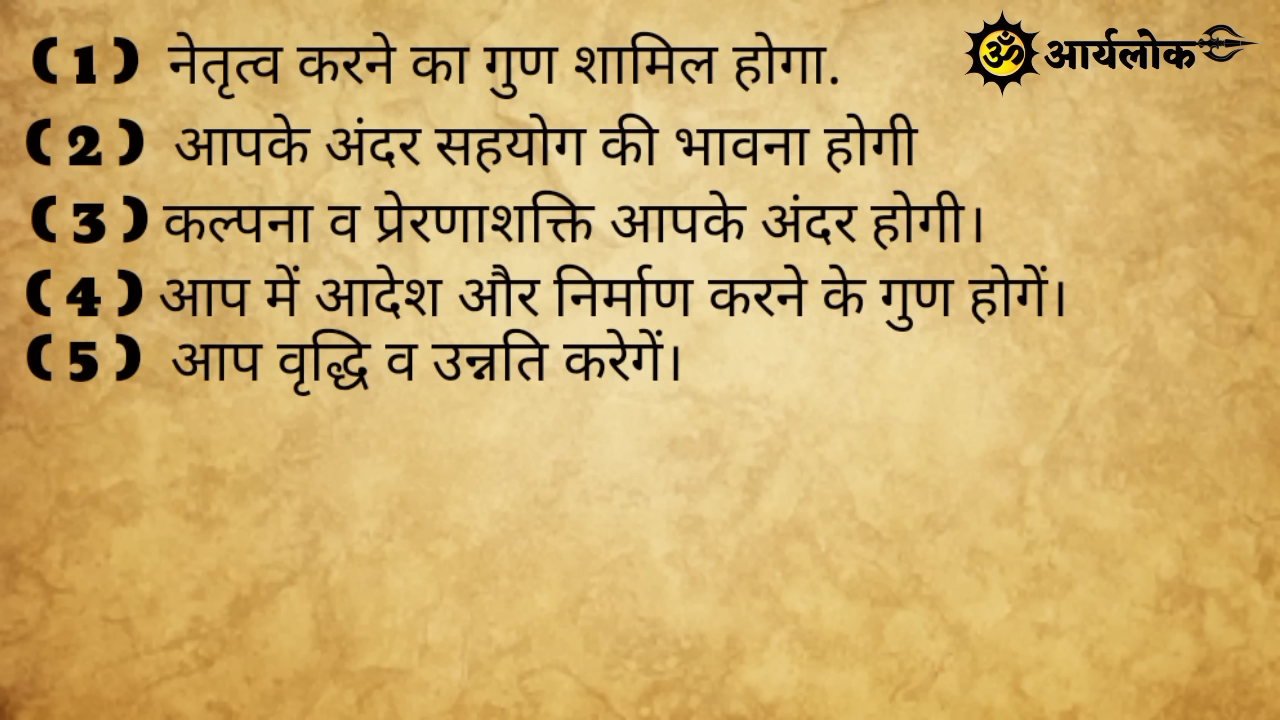 (1) नेतृत्व करने का गुण शामिल होगा.
ॐ आर्यलोक
(2) आपके अंदर सहयोग की भावना होगी
(3) कल्पना व प्रेरणाशक्ति आपके अंदर होगी।
(4) आप में आदेश और निर्माण करने के गुण होगें।
(5) आप वृद्धि व उन्नति करेगें।